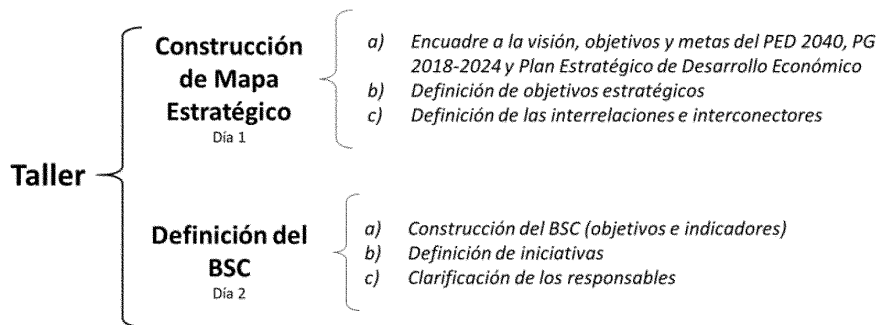 Taller
Construcción
de Mapa
Estratégico
Día 1
a) Encuadre a la visión, objetivos y metas del PED 2040, PG
2018-2024 y Plan Estratégico de Desarrollo Económico
b) Definición de objetivos estratégicos
c) Definición de las interrelaciones e interconectores
Definición del
BSC
Día 2
a) Construcción del BSC (objetivos e indicadores)
b) Definición de iniciativas
c) Clarificación de los responsables